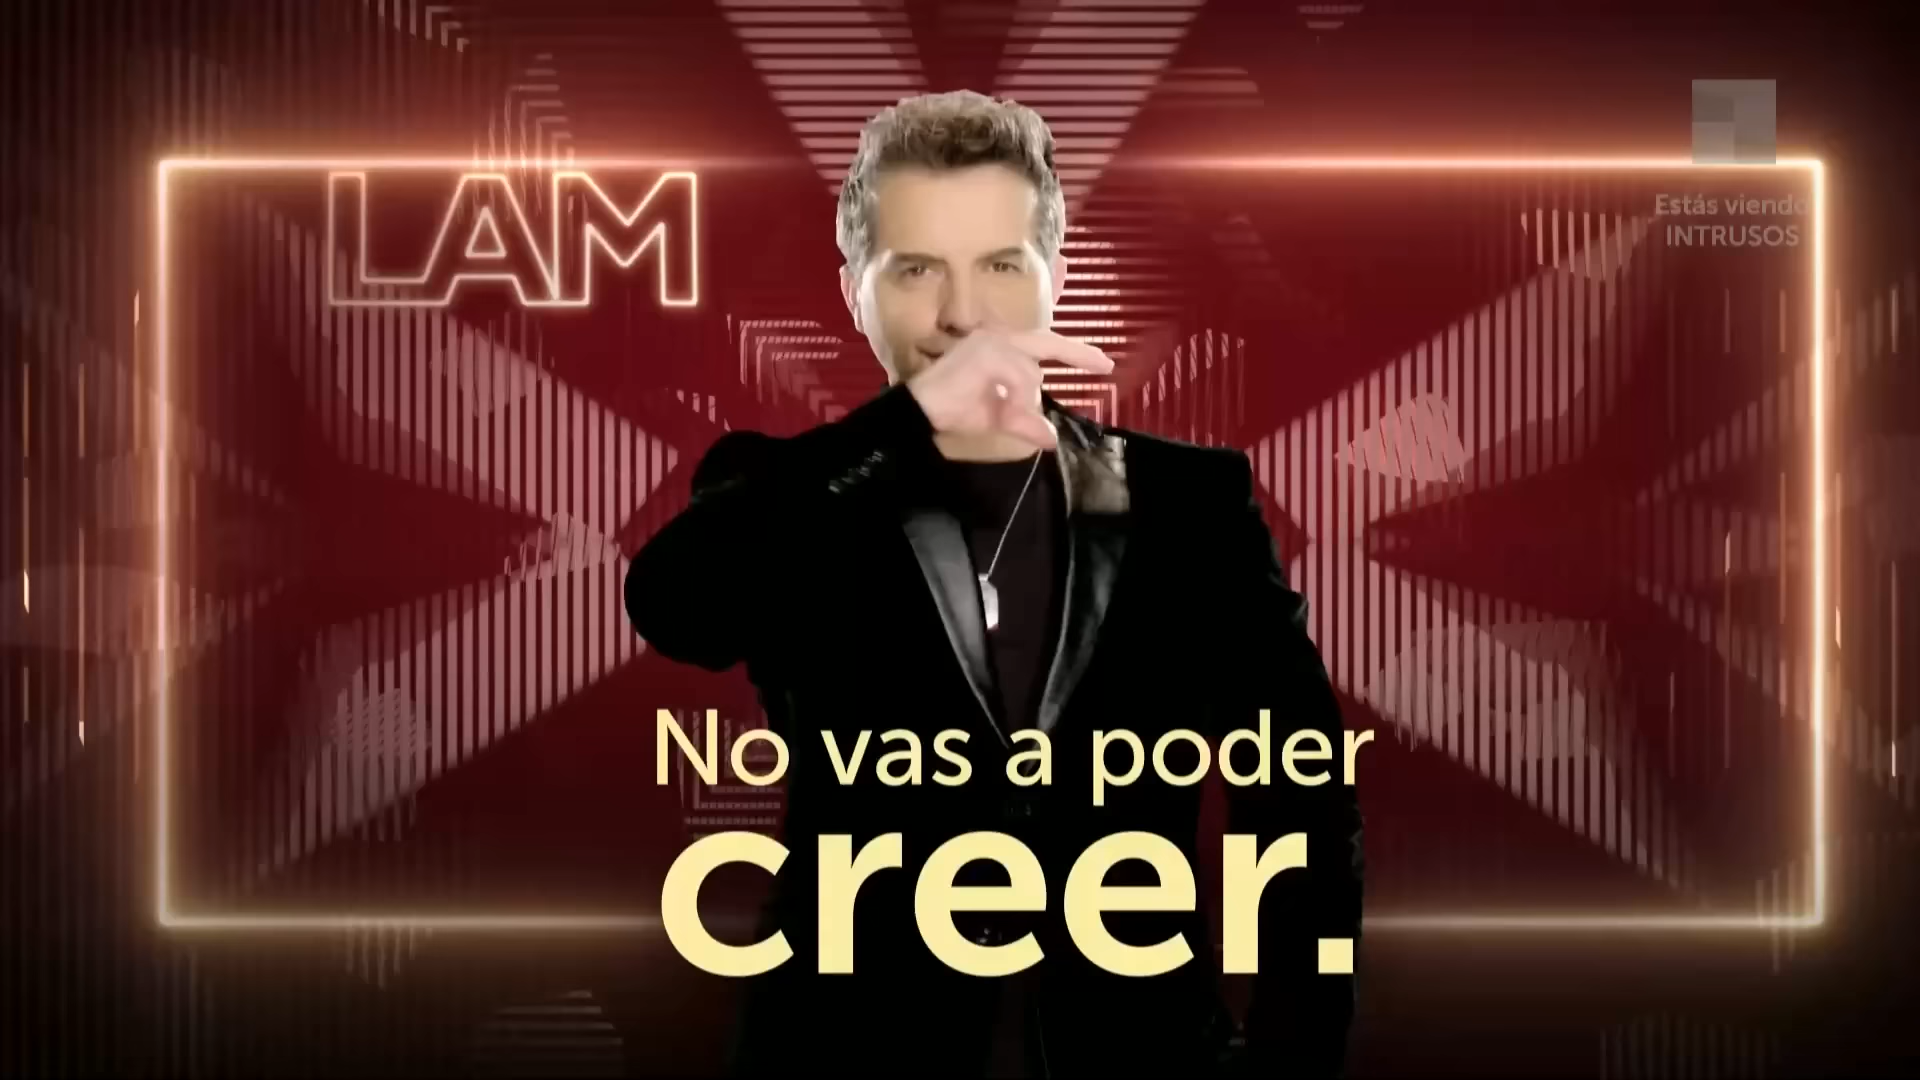 LAM
Estás viendo
INTRUSOS
No vas a poder
creer.